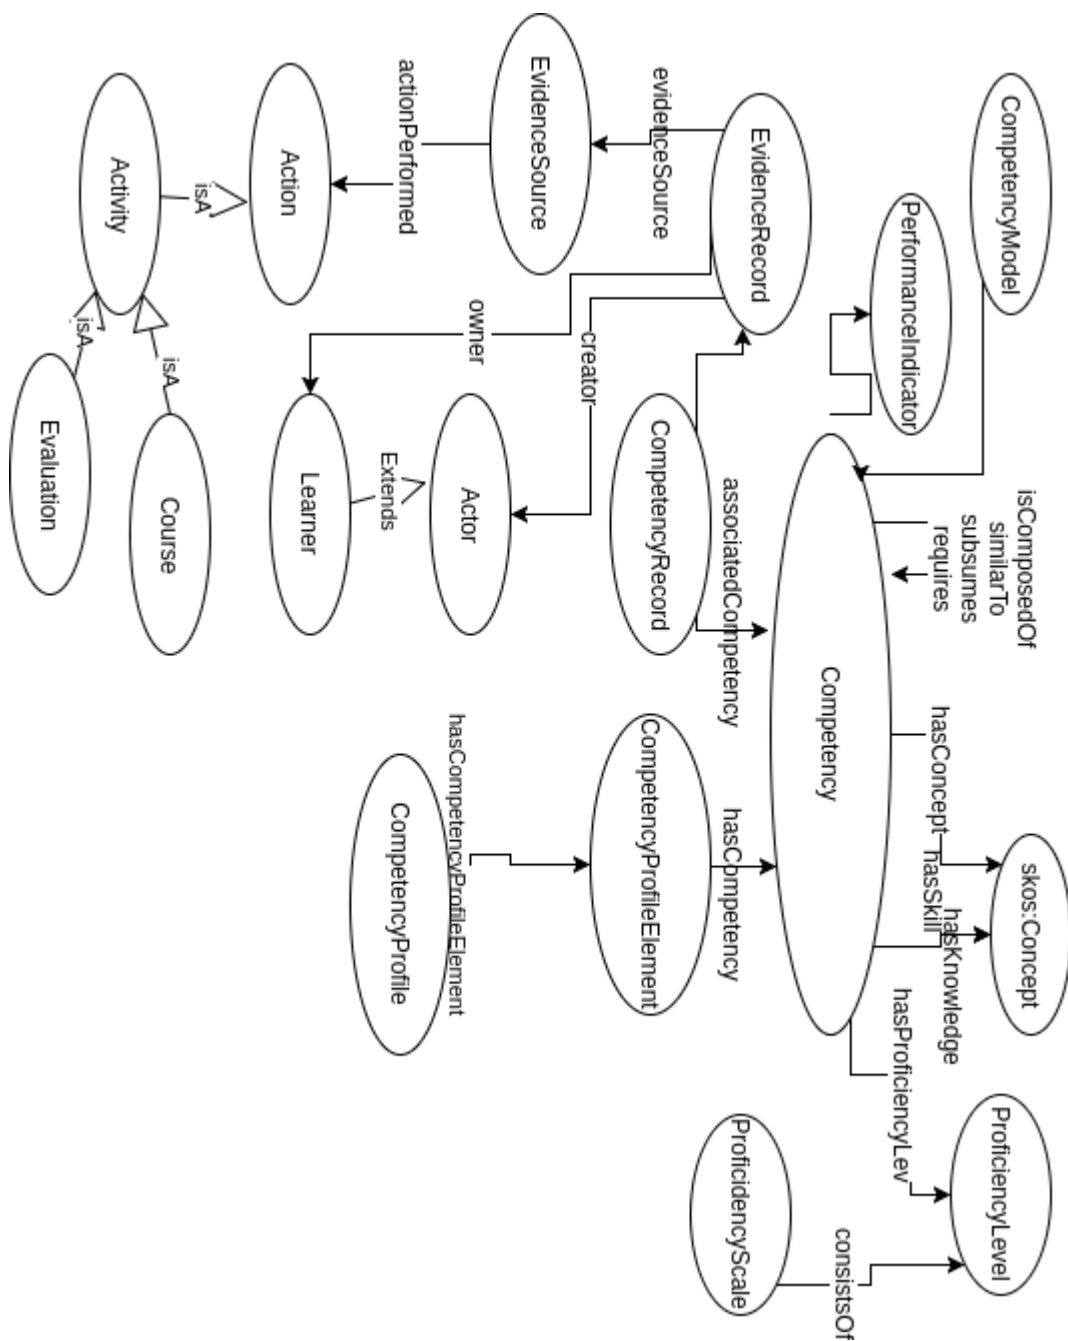 CompetencyModel
PerformanceIndicator
isComposedOf
similarTo
subsumes
requires
hasConcept
skos:Concept
hasSkill
hasKnowledge
hasProficiencyLev
ProficiencyLevel
EvidenceRecord
evidenceSource
EvidenceSource
actionPerformed
Action
isA
Activity
isA
isA
Evaluation
Course
owner
creator
Learner
Extends
Actor
CompetencyRecord
associatedCompetency
Competency
hasCompetency
CompetencyProfileElement
hasCompetencyProfileElement
CompetencyProfile
ProficidencyScale
consistsOf